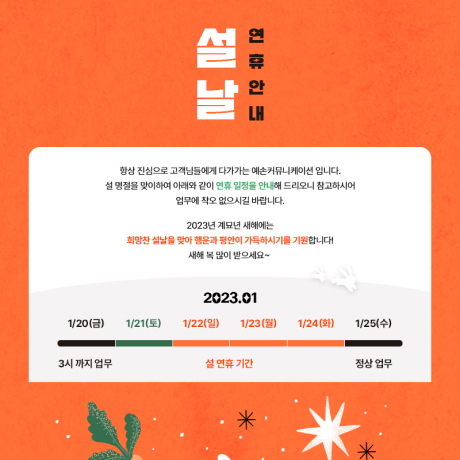 설날
연휴안내
항상 진심으로 고객님들에게 다가가는 예손커뮤니케이션 입니다.
설 명절을 맞이하여 아래와 같이 연휴 일정을 안내해 드리오니 참고하시어
업무에 착오 없으시길 바랍니다.
2023년 계묘년 새해에는
희망찬 설날을 맞아 행운과 평안이 가득하시기를 기원합니다!
새해 복 많이 받으세요~
2023.01
1/20(금) 1/21(토) 1/22(일) 1/23(월) 1/24(화) 1/25(수)
3시 까지 업무 설 연휴 기간 정상 업무